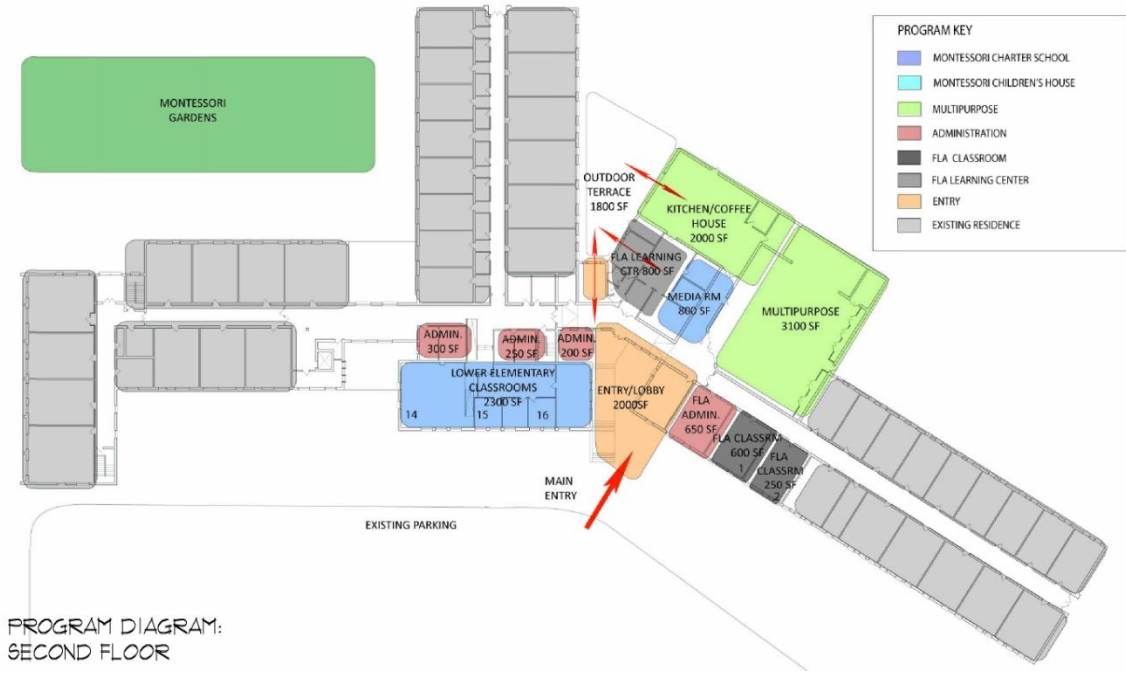 MONTESSORI
GARDENS
PROGRAM KEY
MONTESSORI CHARTER SCHOOL
MONTESSORI CHILDREN'S HOUSE
MULTIPURPOSE
ADMINISTRATION
FLA CLASSROOM
FLA LEARNING CENTER
ENTRY
EXISTING RESIDENCE
OUTDOOR
TERRACE
1800 SF
KITCHEN/COFFEE
HOUSE
2000 SF
FLA LEARNING
CTR 800 SF
MEDIA RM
800 SF
MULTIPURPOSE
3100 SF
ADMIN.
300 SF
ADMIN.
250 SF
ADMIN.
200 SF
LOWER ELEMENTARY
CLASSROOMS
2300 SF
14
15
16
ENTRY/LOBBY
2000SF
FLA
ADMIN.
650 SF
FLA CLASSRM
600 SF
1
FLA
CLASSRM
250 SF
2
MAIN
ENTRY
EXISTING PARKING
PROGRAM DIAGRAM:
SECOND FLOOR